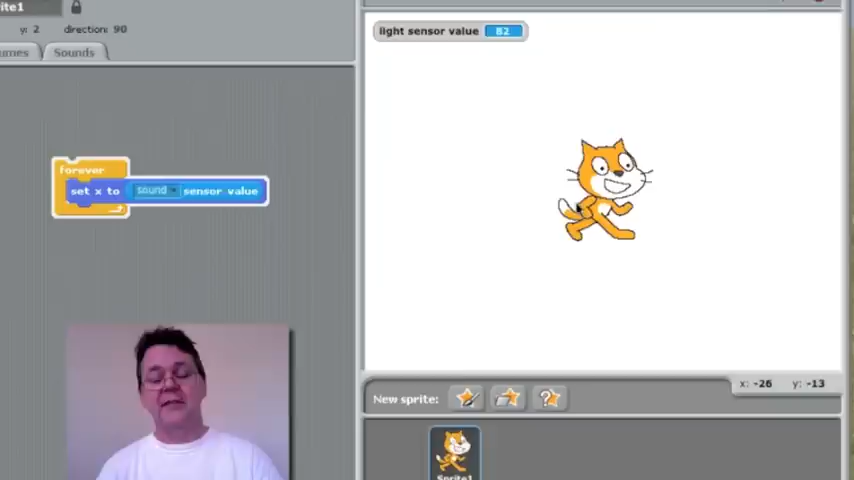 ite1
y: 2 direction: 90
umes Sounds
light sensor value 82
forever
set x to sound sensor value
x: -26 y: -13
New sprite:
Sprite1